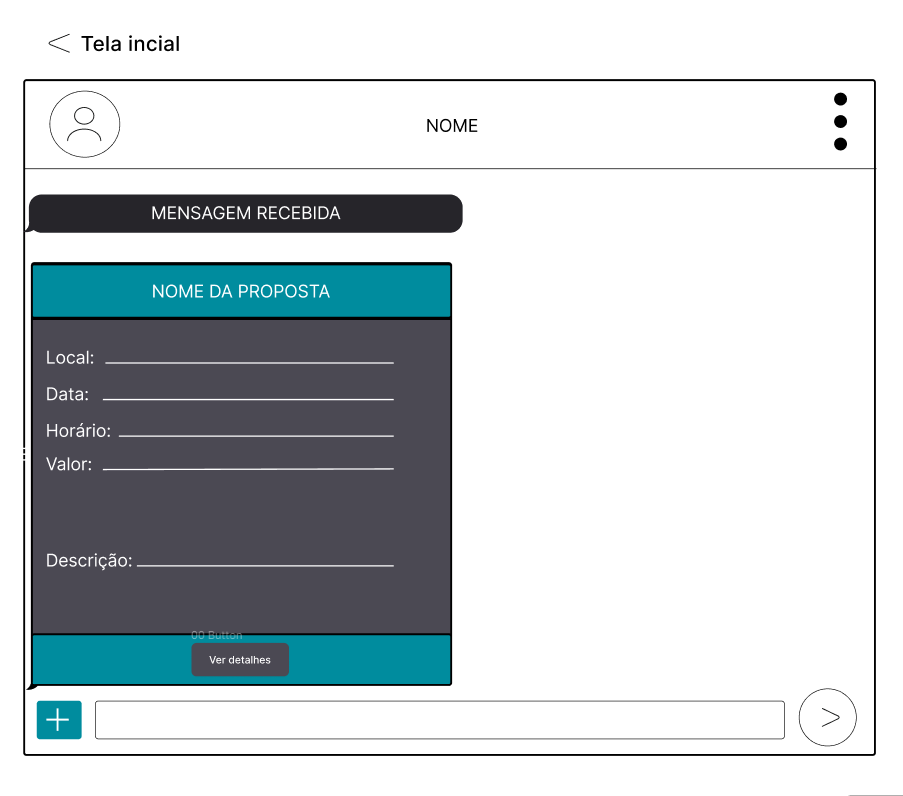 < Tela incial
NOME
MENSAGEM RECEBIDA
NOME DA PROPOSTA
Local:
Data:
Horário:
Valor:
Descrição:
00 Button
Ver detalhes
+
>